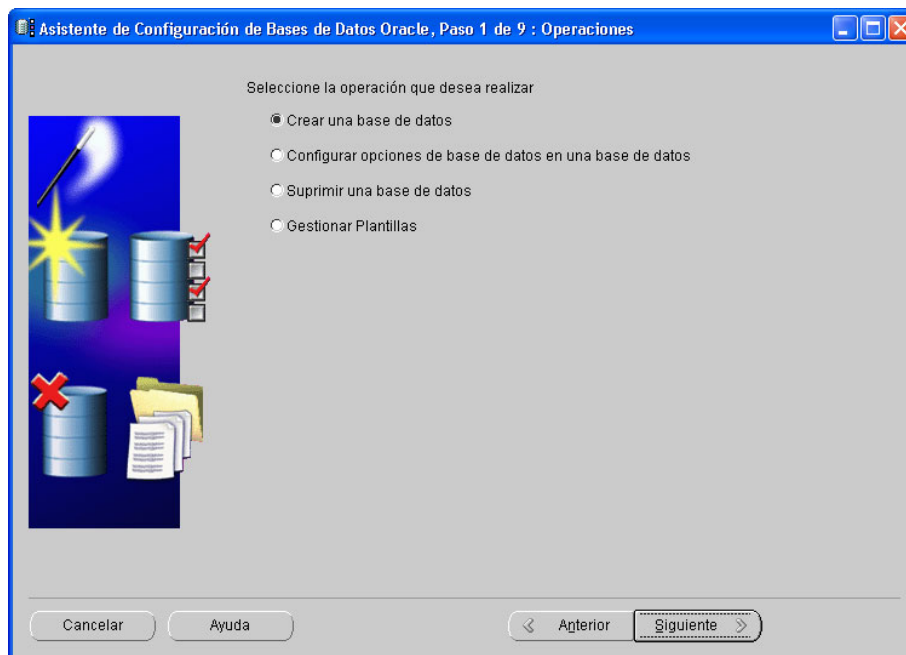 Asistente de Configuración de Bases de Datos Oracle, Paso 1 de 9 : Operaciones
Seleccione la operación que desea realizar
Crear una base de datos
Configurar opciones de base de datos en una base de datos
Suprimir una base de datos
Gestionar Plantillas
Cancelar
Ayuda
Anterior
Siguiente